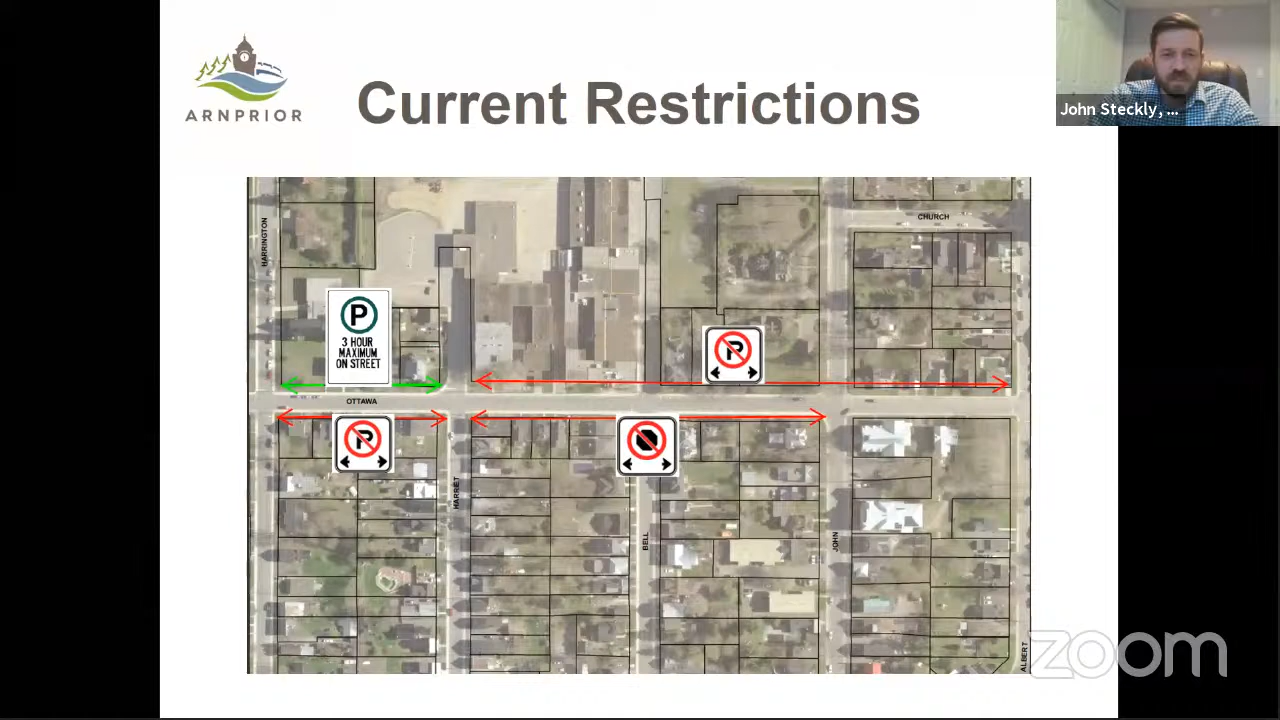 ARNPRIOR
Current Restrictions
John Steckly, ...
HARRINGTON
CHURCH
P
3 HOUR
MAXIMUM
ON STREET
P
OTTAWA
P
HARRIET
BELL
JOHN
ALBERT
zoom